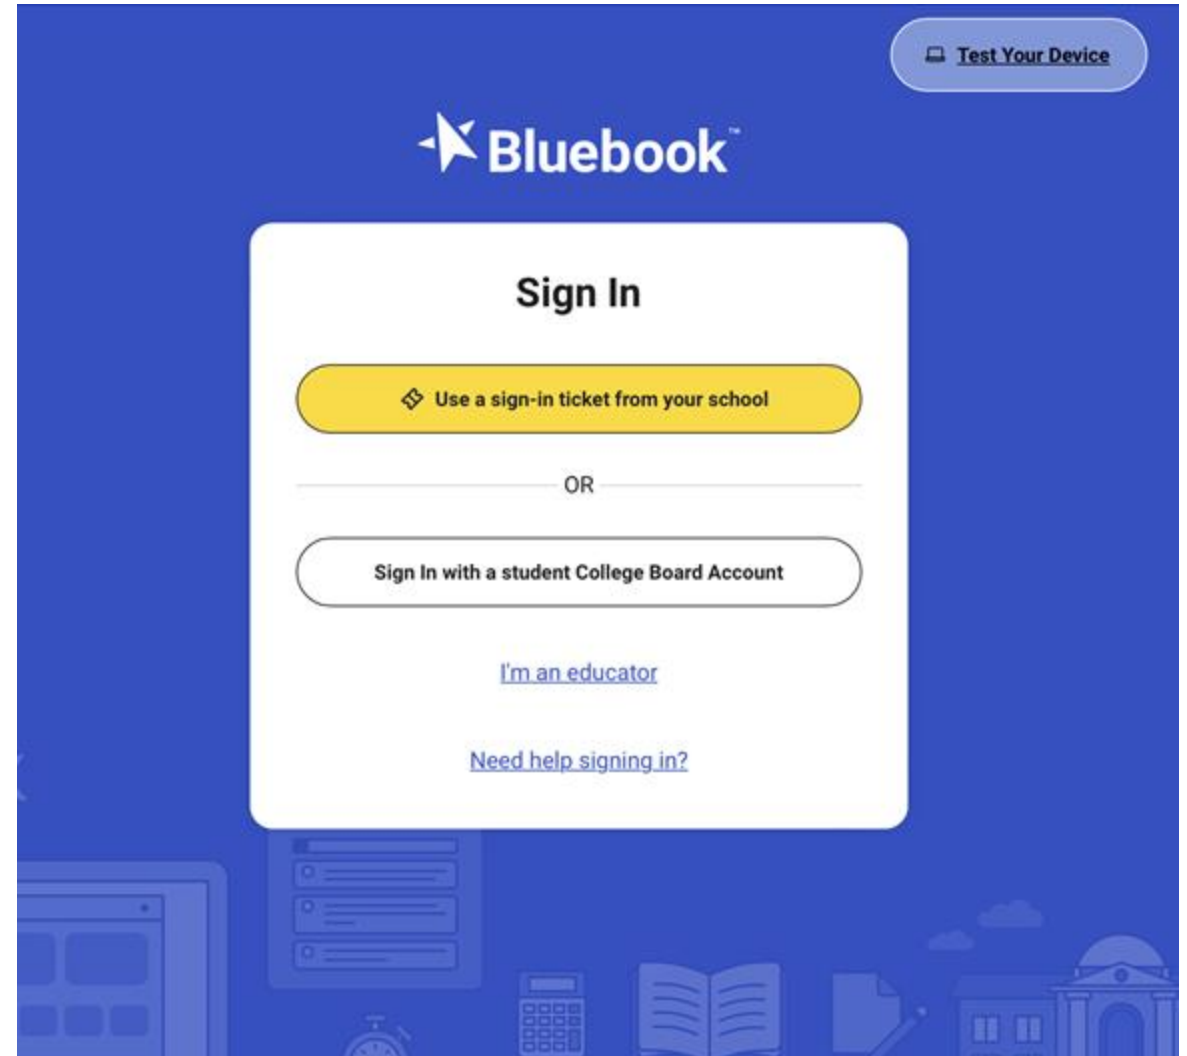 Test Your Device
Bluebook™
Sign In
Use a sign-in ticket from your school
OR
Sign In with a student College Board Account
I'm an educator
Need help signing in?